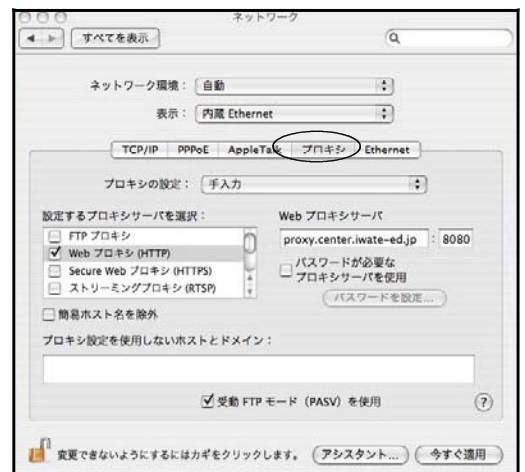 ネットワーク
すべてを表示
ネットワーク環境： 自動
表示： 内蔵 Ethernet
TCP/IP PPPoE AppleTalk プロキシ Ethernet
プロキシの設定： 手入力
設定するプロキシサーバを選択：
FTP プロキシ
Web プロキシ (HTTP)
Secure Web プロキシ (HTTPS)
ストリーミングプロキシ (RTSP)
Web プロキシサーバ
proxy.center.iwate-ed.jp : 8080
パスワードが必要な
プロキシサーバを使用
パスワードを設定...
簡易ホスト名を除外
プロキシ設定を使用しないホストとドメイン：
受動 FTP モード（PASV）を使用
?
変更できないようにするにはカギをクリックします。
アシスタント...
今すぐ適用